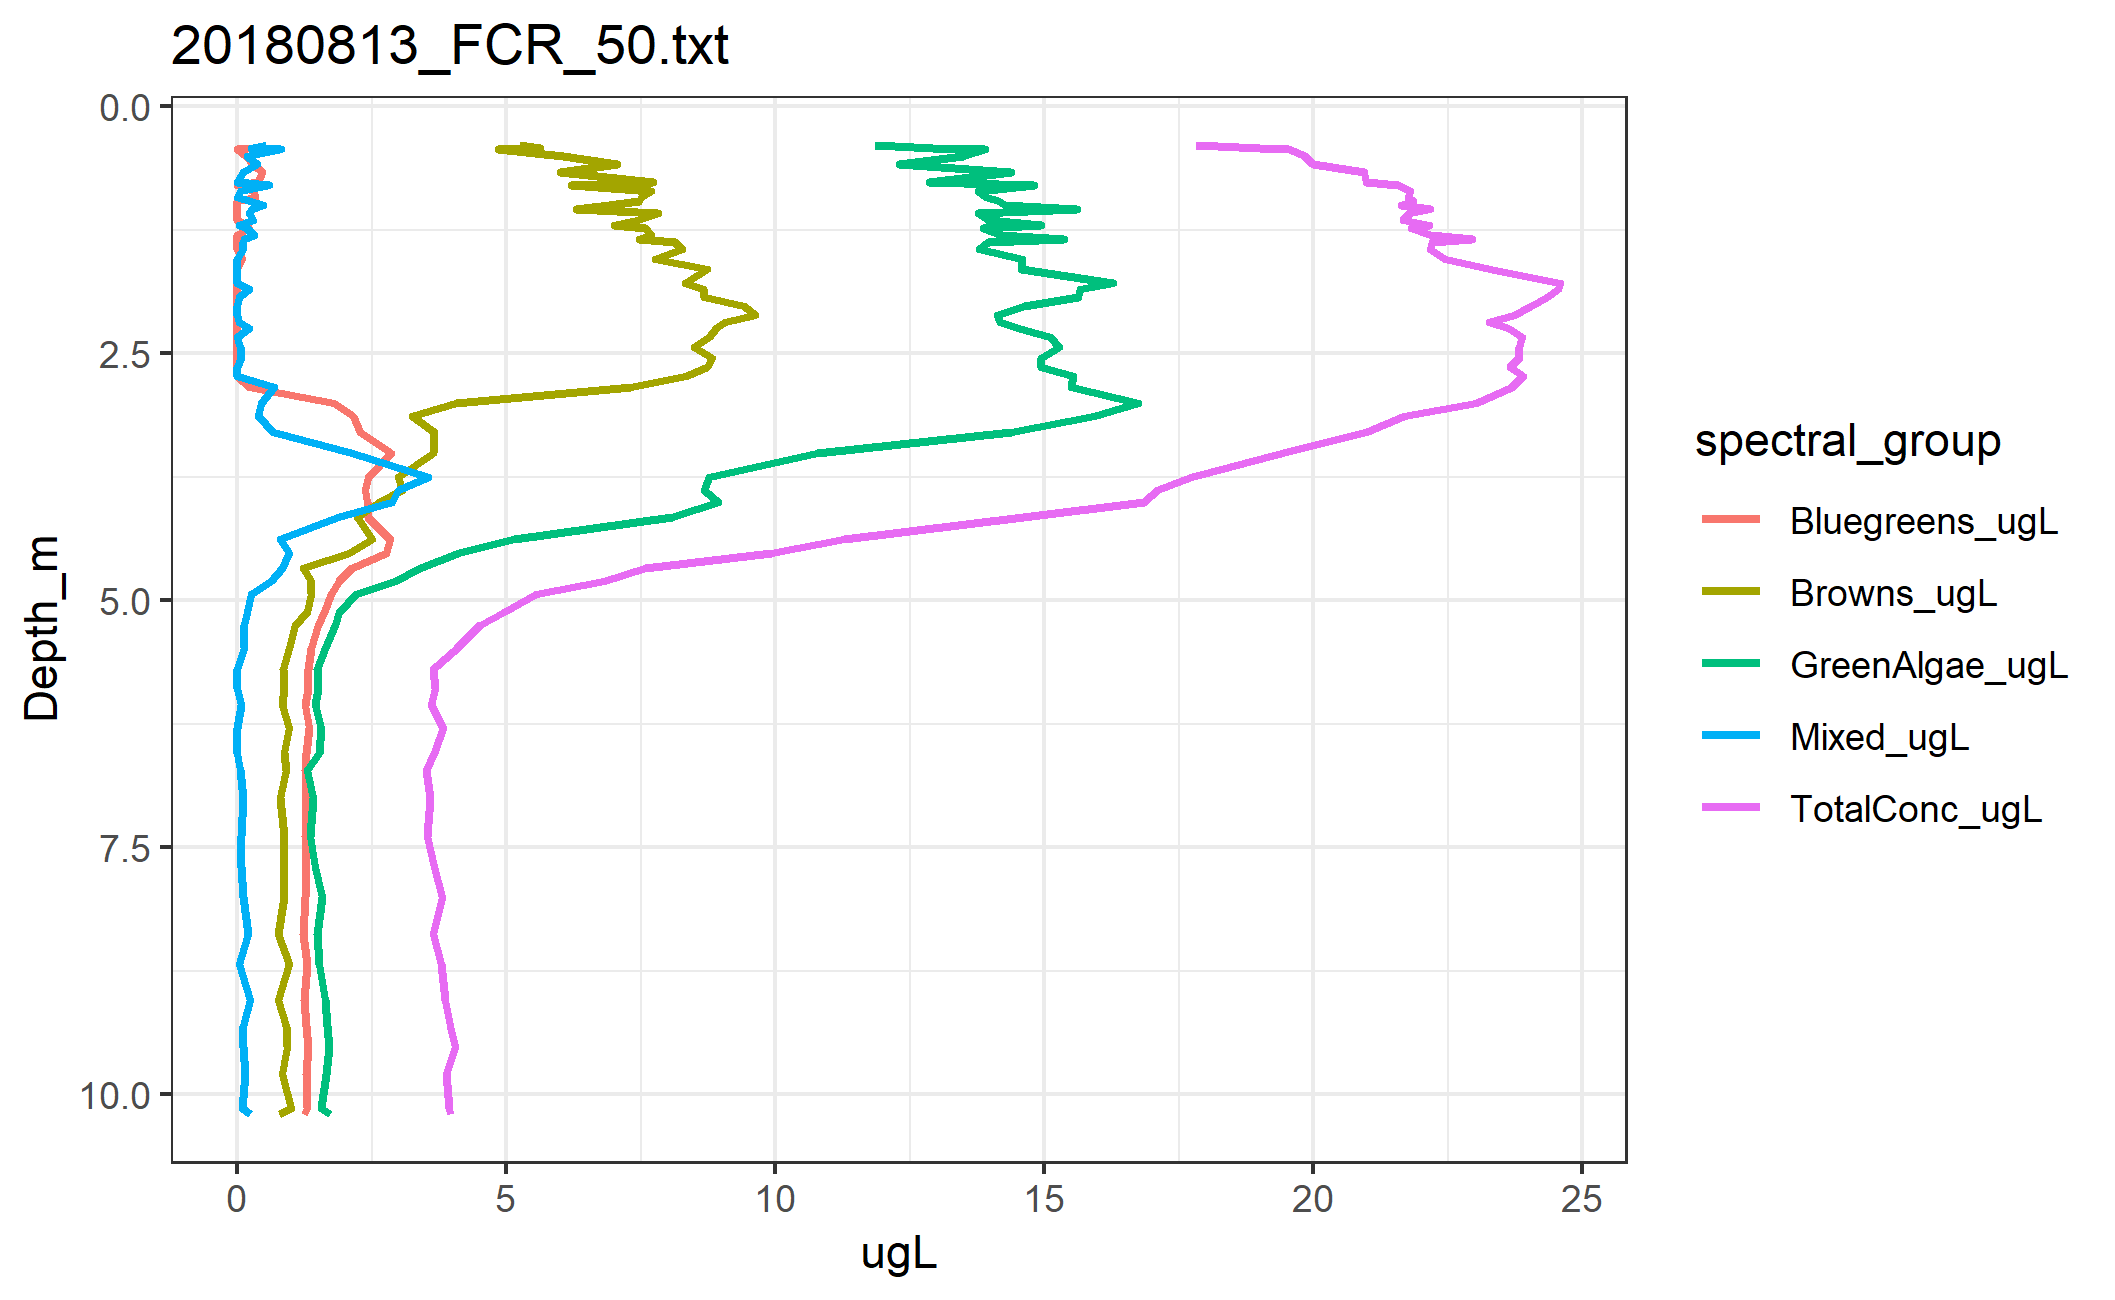 20180813_FCR_50.txt
0.0
2.5
5.0
7.5
10.0
Depth_m
0 5 10 15 20 25
ugL
spectral_group
Bluegreens_ugL
Browns_ugL
GreenAlgae_ugL
Mixed_ugL
TotalConc_ugL